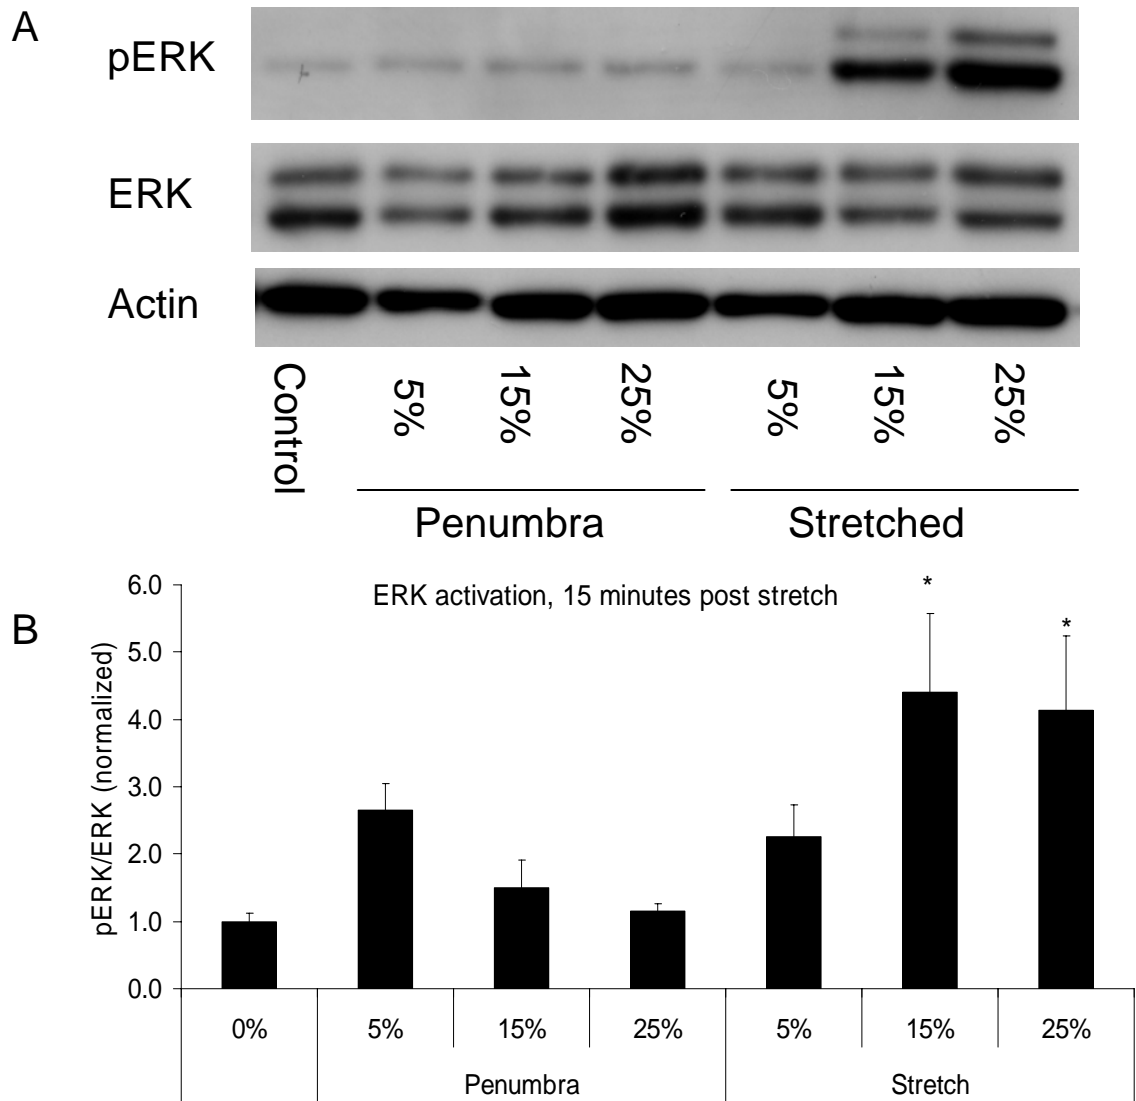 A
pERK
ERK
Actin
Control 5% 15% 25% 5% 15% 25%
Penumbra Stretched
B
ERK activation, 15 minutes post stretch
pERK/ERK (normalized)
6.0
5.0
4.0
3.0
2.0
1.0
0.0
* *
0% 5% 15% 25% 5% 15% 25%
Penumbra Stretch